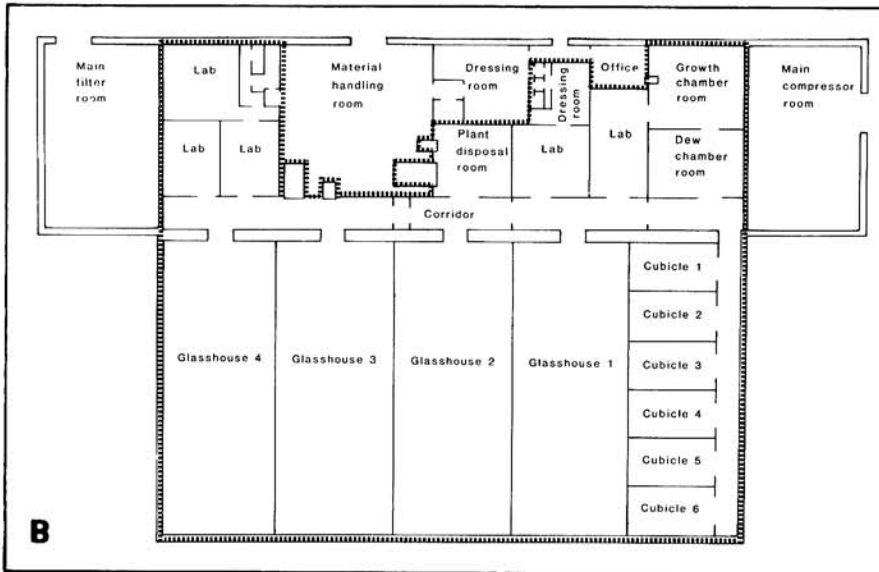 Main
filter
room
Lab
Material
handling
room
Dressing
room
Dressing
room
Office
Growth
chamber
room
Main
compressor
room
Lab
Lab
Plant
disposal
room
Lab
Lab
Dew
chamber
room
Corridor
Cubicle 1
Cubicle 2
Glasshouse 4
Glasshouse 3
Glasshouse 2
Glasshouse 1
Cubicle 3
Cubicle 4
Cubicle 5
Cubicle 6
B